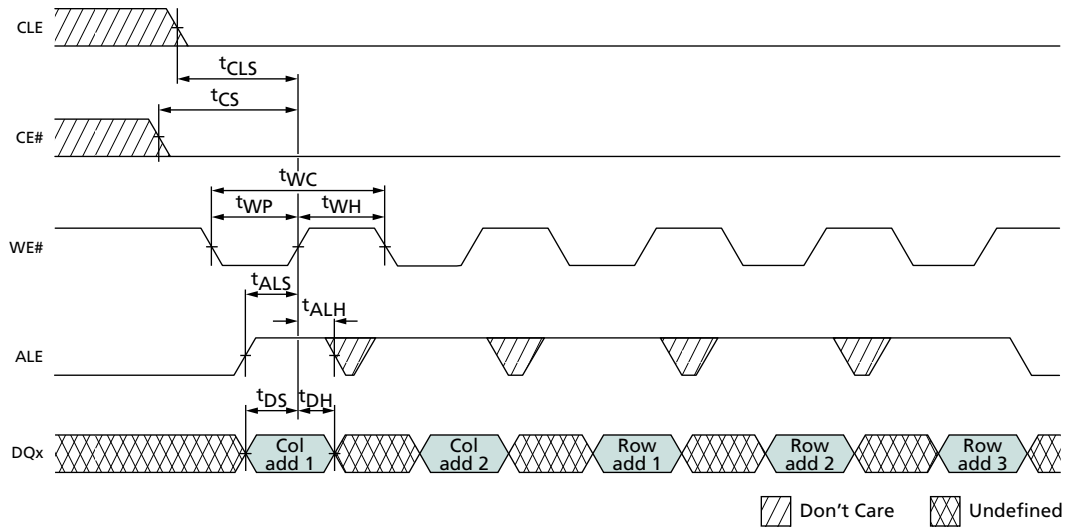 CLE
tCLS
tCS
CE#
tWC
tWP
tWH
WE#
tALS
tALH
ALE
tDS
tDH
DQx
Col
add 1
Col
add 2
Row
add 1
Row
add 2
Row
add 3
Don't Care
Undefined